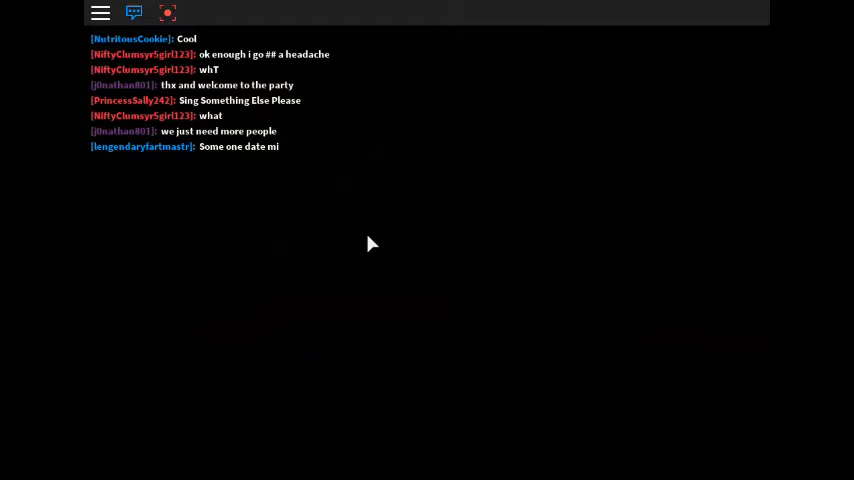 [NutritousCookie]: Cool
[NiftyClumsyr5girl123]: ok enough i go ## a headache
[NiftyClumsyr5girl123]: whT
[j0nathan801]: thx and welcome to the party
[PrincessSally242]: Sing Something Else Please
[NiftyClumsyr5girl123]: what
[j0nathan801]: we just need more people
[lengendaryfartmastr]: Some one date mi